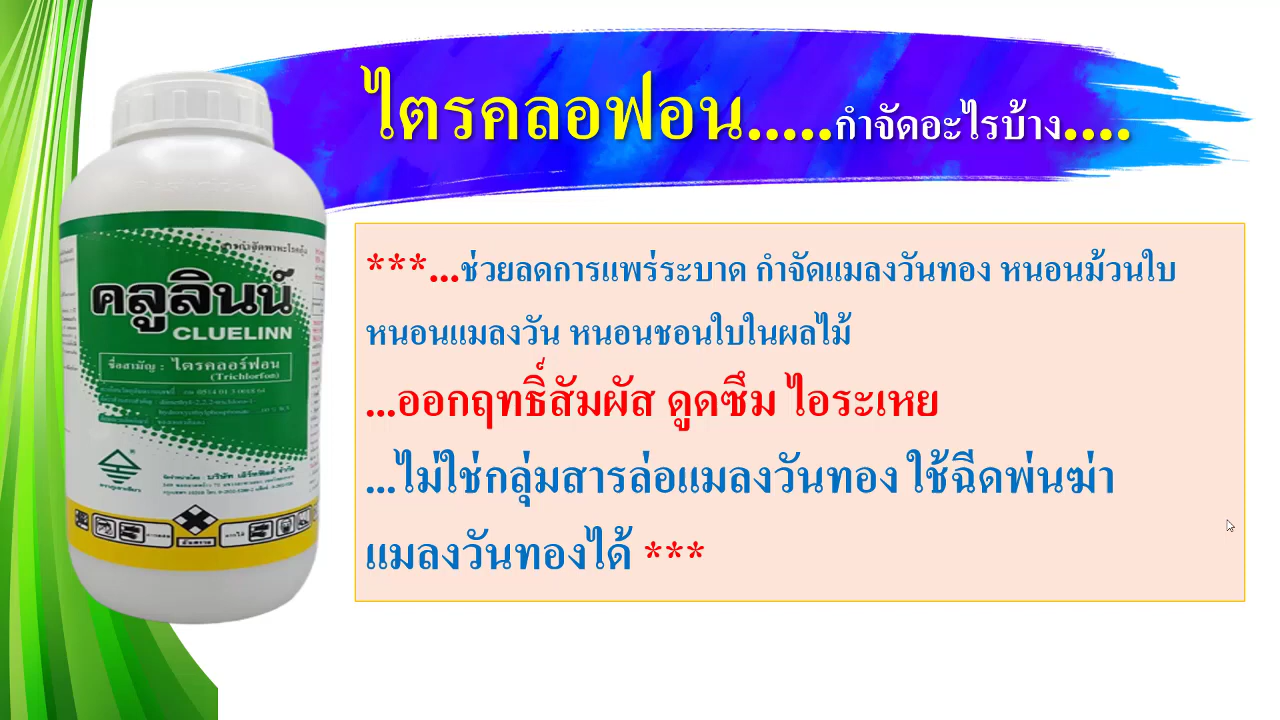 ไตรคลอฟอน.....กำจัดอะไรบ้าง....
***...ช่วยลดการแพร่ระบาด กำจัดแมลงวันทอง หนอนม้วนใบ
หนอนแมลงวัน หนอนชอนใบในผลไม้
...ออกฤทธิ์สัมผัส ดูดซึม ไอระเหย
...ไม่ใช่กลุ่มสารล่อแมลงวันทอง ใช้ฉีดพ่นฆ่า
แมลงวันทองได้ ***
คลูลินน์
CLUELINN
ชื่อสามัญ : ไตรคลอร์ฟอน
(Trichlorfon)